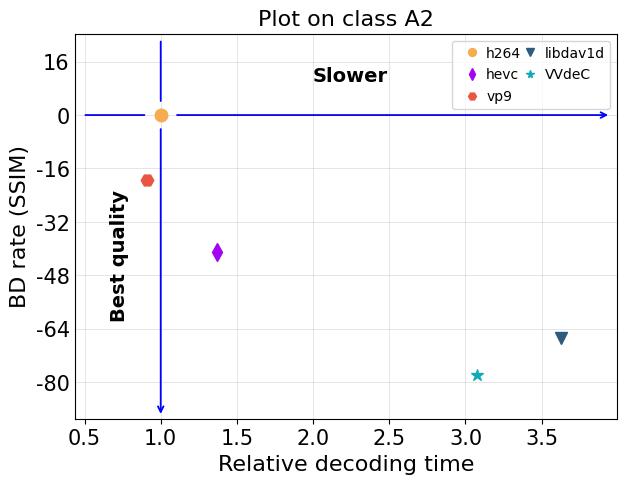 Plot on class A2
BD rate (SSIM)
16
0
-16
-32
-48
-64
-80
Slower
Best quality
h264
hevc
vp9
libdav1d
VVdeC
0.5 1.0 1.5 2.0 2.5 3.0 3.5
Relative decoding time